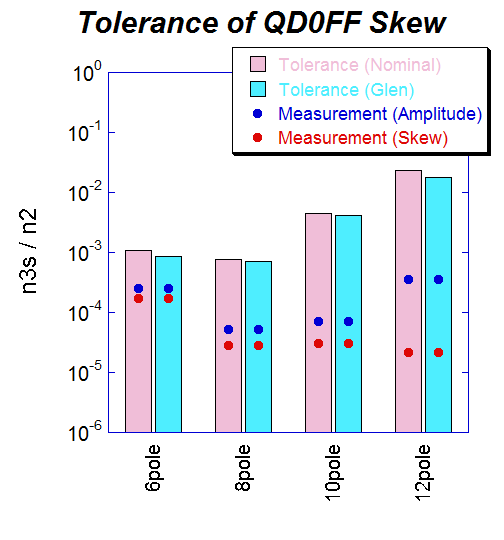 Tolerance of QD0FF Skew
Tolerance (Nominal)
Tolerance (Glen)
Measurement (Amplitude)
Measurement (Skew)
n3s / n2
10^0
10^-1
10^-2
10^-3
10^-4
10^-5
10^-6
6pole
8pole
10pole
12pole